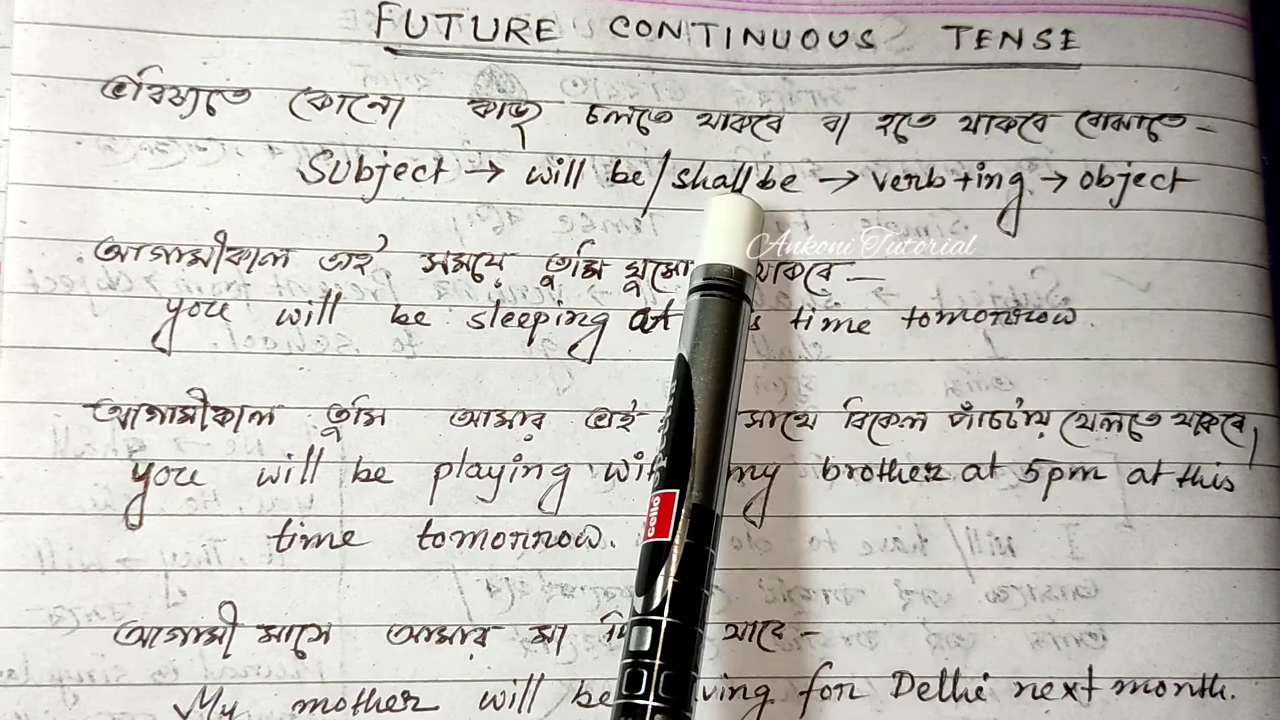 FUTURE CONTINUOUS TENSE
ভবিষ্যতে কোনো কাজ চলতে থাকবে বা হতে থাকবে বোঝাতে -
Subject → will be/shall be → verb+ing → object
Ankoni Tutorial
আগামীকাল এই সময়ে তুমি থাকবে —
you will be sleeping at time tomorrow.
আগামীকাল তুমি আমার ভাই সাথে বিকেল পাঁচটায় খেলতে থাকবে।
you will be playing with my brother at 5pm at this
time tomorrow.
cello
আগামী মাসে আমার মা যাবে -
My mother will be for Delhi next month.